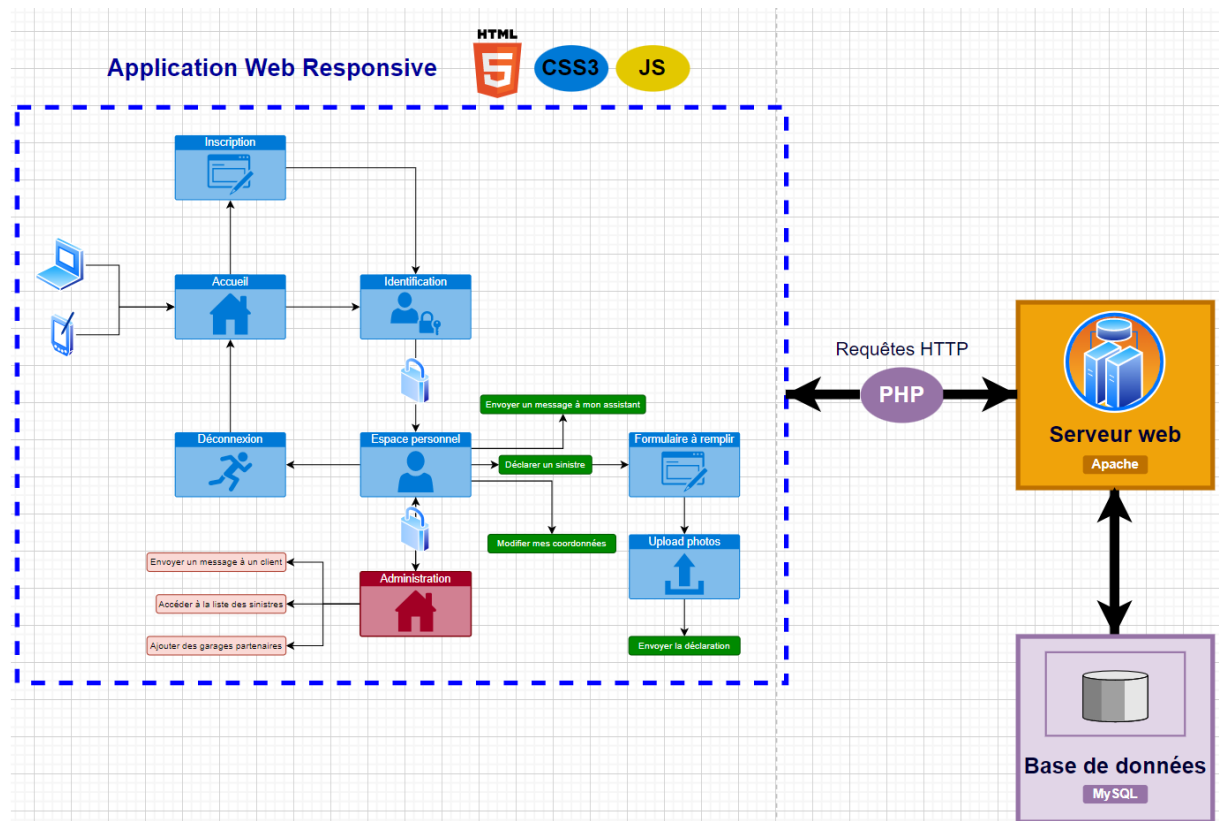 HTML
5
Application Web Responsive
CSS3
JS
Inscription
Accueil
Identification
Requêtes HTTP
PHP
Envoyer un message à mon assistant
Déconnexion
Espace personnel
Formulaire à remplir
Serveur web
Déclarer un sinistre
Apache
Modifier mes coordonnées
Upload photos
Envoyer un message à un client
Administration
Accéder à la liste des sinistres
Ajouter des garages partenaires
Envoyer la déclaration
Base de données
MySQL